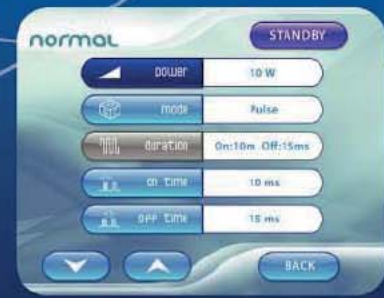 normal
STANDBY
power 10 W
mode Pulse
duration On:10m Off:15ms
on time 10 ms
off time 15 ms
BACK